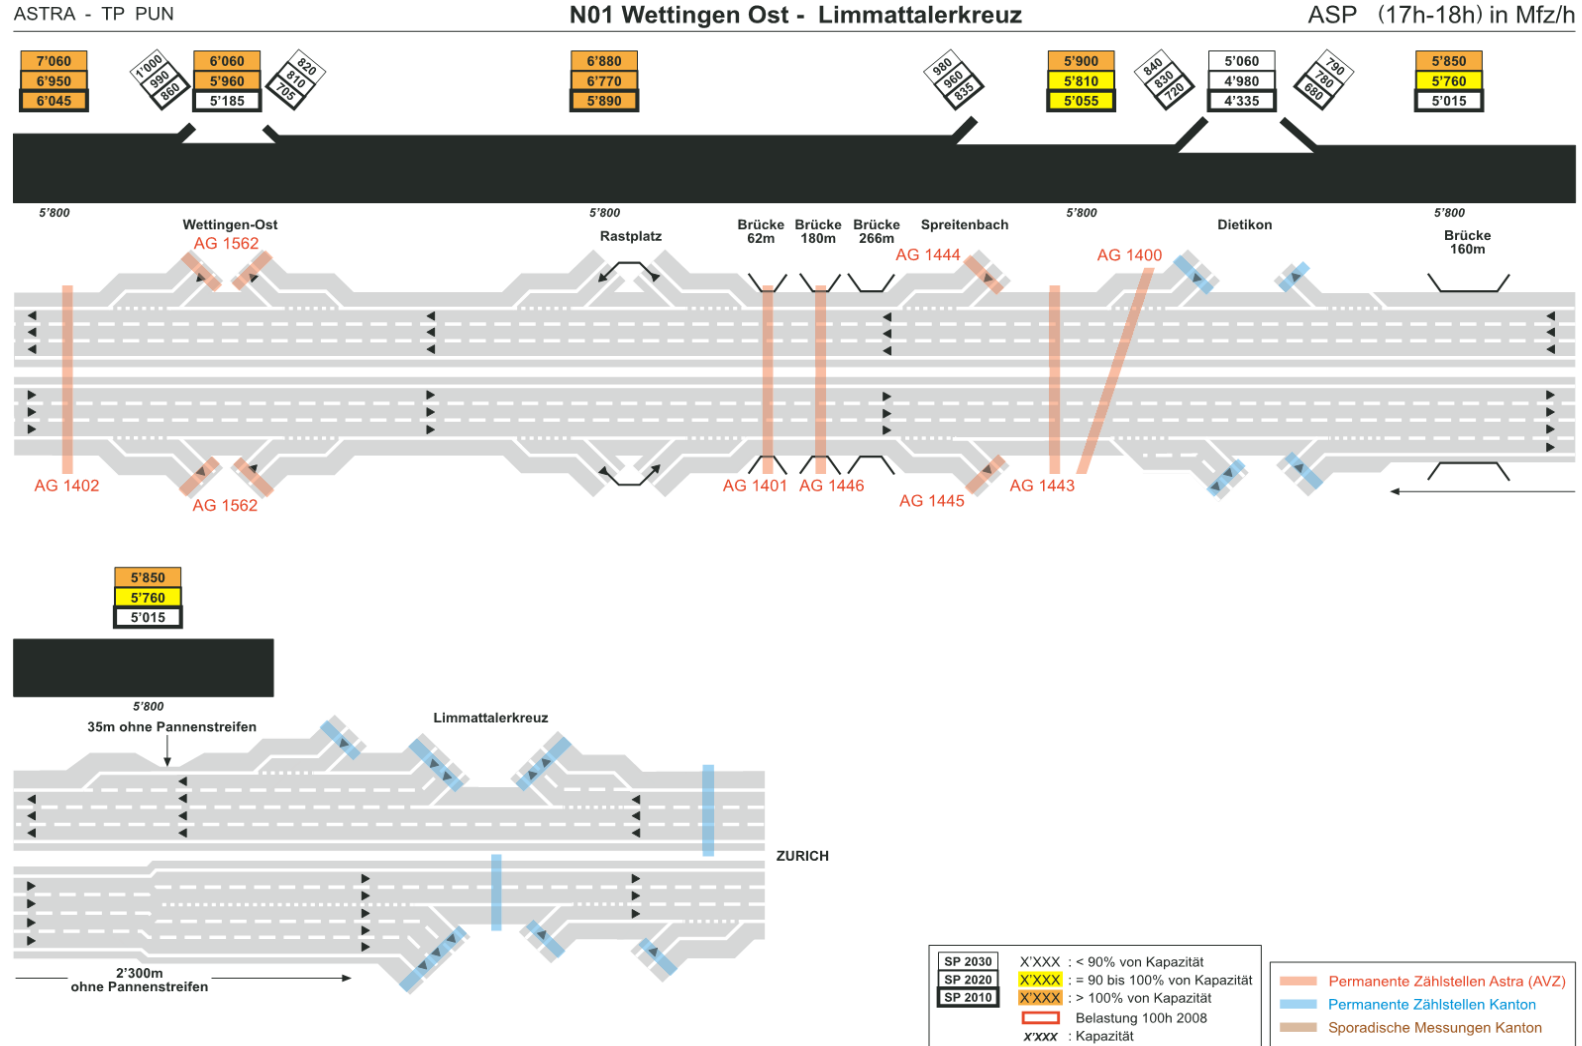 ASTRA - TP PUN
N01 Wettingen Ost - Limmattalerkreuz
ASP (17h-18h) in Mfz/h
7'060
6'950
6'045
1'000
990
860
6'060
5'960
5'185
820
810
705
6'880
6'770
5'890
980
960
835
5'900
5'810
5'055
840
830
720
5'060
4'980
4'335
790
780
680
5'850
5'760
5'015
5'800
5'800
5'800
5'800
Wettingen-Ost
AG 1562
Rastplatz
Brücke
62m
Brücke
180m
Brücke
266m
Spreitenbach
AG 1444
AG 1400
Dietikon
Brücke
160m
AG 1402
AG 1562
AG 1401
AG 1446
AG 1445
AG 1443
5'850
5'760
5'015
5'800
35m ohne Pannenstreifen
Limmattalerkreuz
ZURICH
2'300m
ohne Pannenstreifen
SP 2030
SP 2020
SP 2010
X'XXX : < 90% von Kapazität
X'XXX : = 90 bis 100% von Kapazität
X'XXX : > 100% von Kapazität
Belastung 100h 2008
X'XXX : Kapazität
Permanente Zählstellen Astra (AVZ)
Permanente Zählstellen Kanton
Sporadische Messungen Kanton